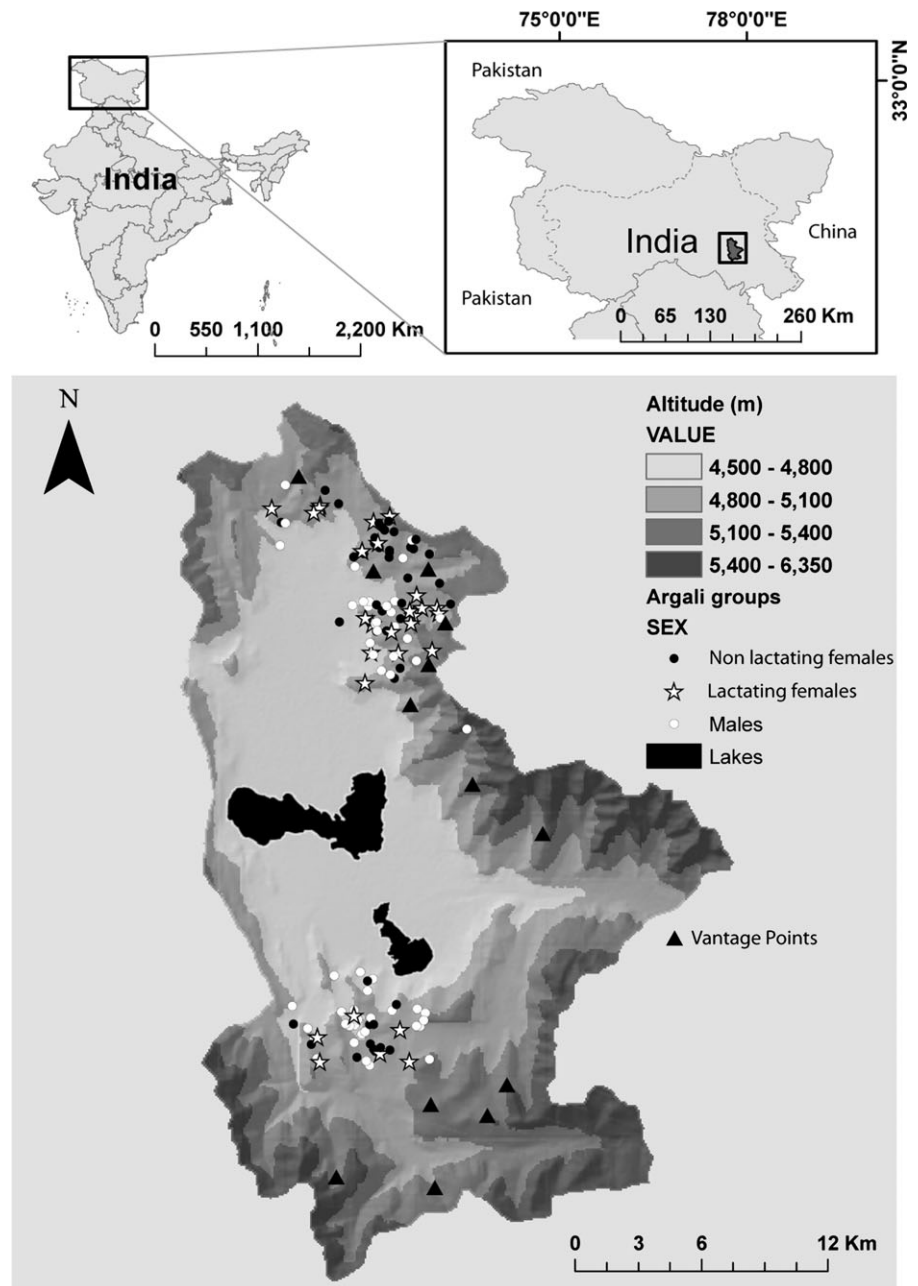 75°0'0"E 78°0'0"E
33°0'0"N
Pakistan
India
India
China
Pakistan
0 65 130 260 Km
0 550 1,100 2,200 Km
N
Altitude (m)
VALUE
4,500 - 4,800
4,800 - 5,100
5,100 - 5,400
5,400 - 6,350
Argali groups
SEX
Non lactating females
Lactating females
Males
Lakes
Vantage Points
0 3 6 12 Km